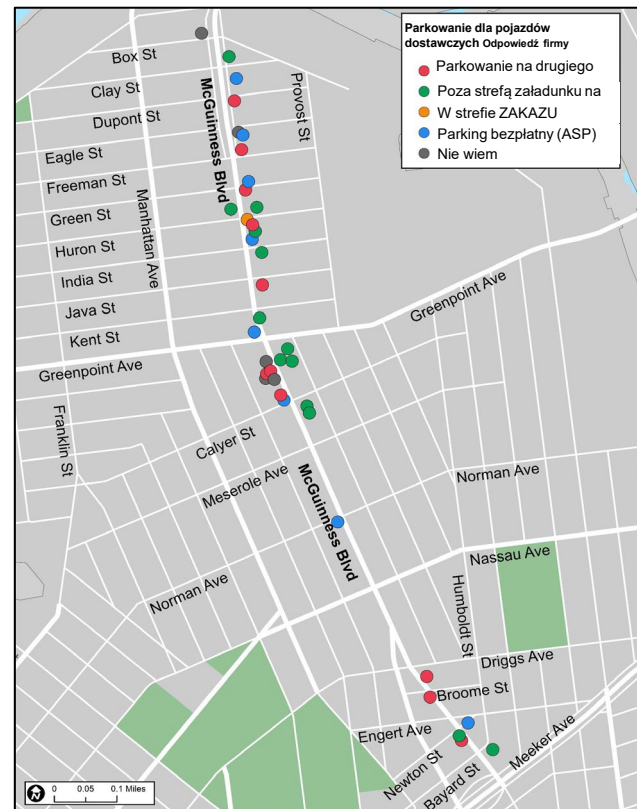 Parkowanie dla pojazdów
dostawczych Odpowiedź firmy
Parkowanie na drugiego
Poza strefą załadunku na
W strefie ZAKAZU
Parking bezpłatny (ASP)
Nie wiem
Box St
Clay St
Dupont St
Eagle St
Freeman St
Green St
Huron St
India St
Java St
Kent St
Greenpoint Ave
Manhattan Ave
McGuinness Blvd
Provost St
Greenpoint Ave
Franklin St
Calyer St
Meserole Ave
Norman Ave
McGuinness Blvd
Norman Ave
Nassau Ave
Humboldt St
Driggs Ave
Broome St
Engert Ave
Newton St
Bayard St
Meeker Ave
0 0.05 0.1 Miles